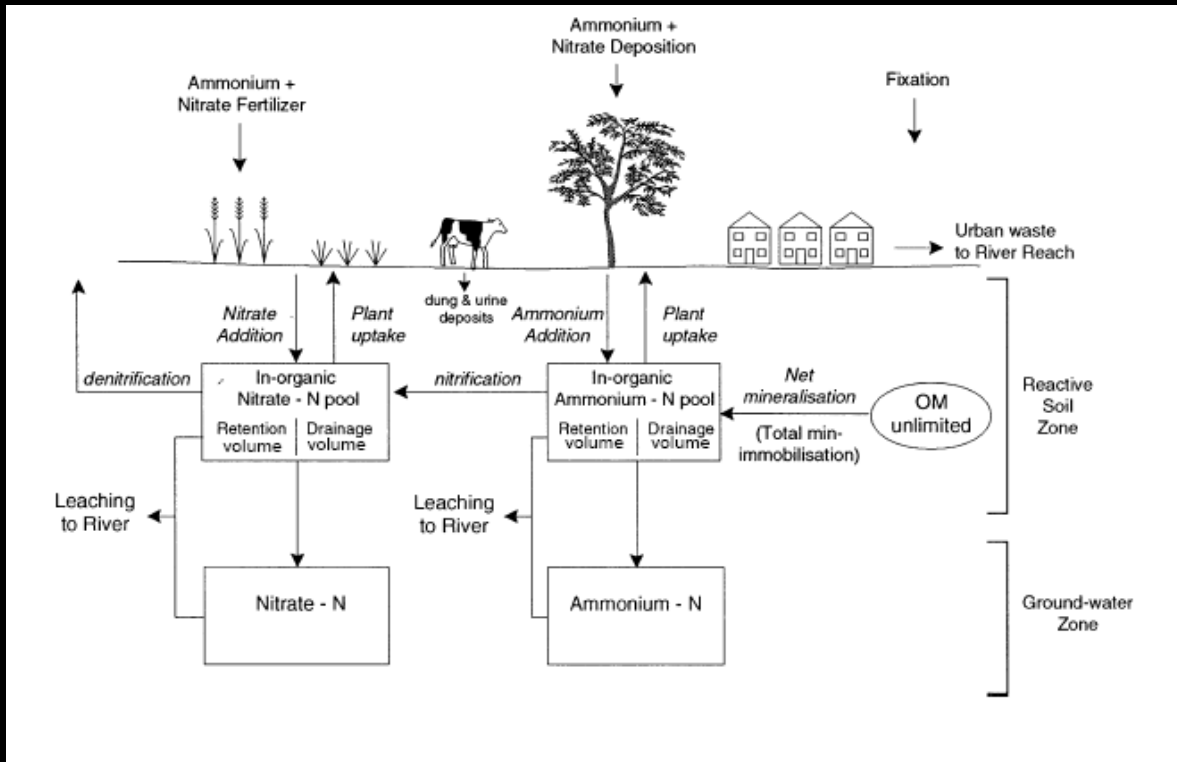 Ammonium +
Nitrate Deposition
Ammonium +
Nitrate Fertilizer
Fixation
Urban waste
to River Reach
dung & urine
deposits
Nitrate
Addition
Plant
uptake
Ammonium
Addition
Plant
uptake
denitrification
In-organic
Nitrate - N pool
Retention
volume
Drainage
volume
nitrification
In-organic
Ammonium - N pool
Retention
volume
Drainage
volume
Net
mineralisation
(Total min-
immobilisation)
OM
unlimited
Reactive
Soil
Zone
Leaching
to River
Leaching
to River
Nitrate - N
Ammonium - N
Ground-water
Zone